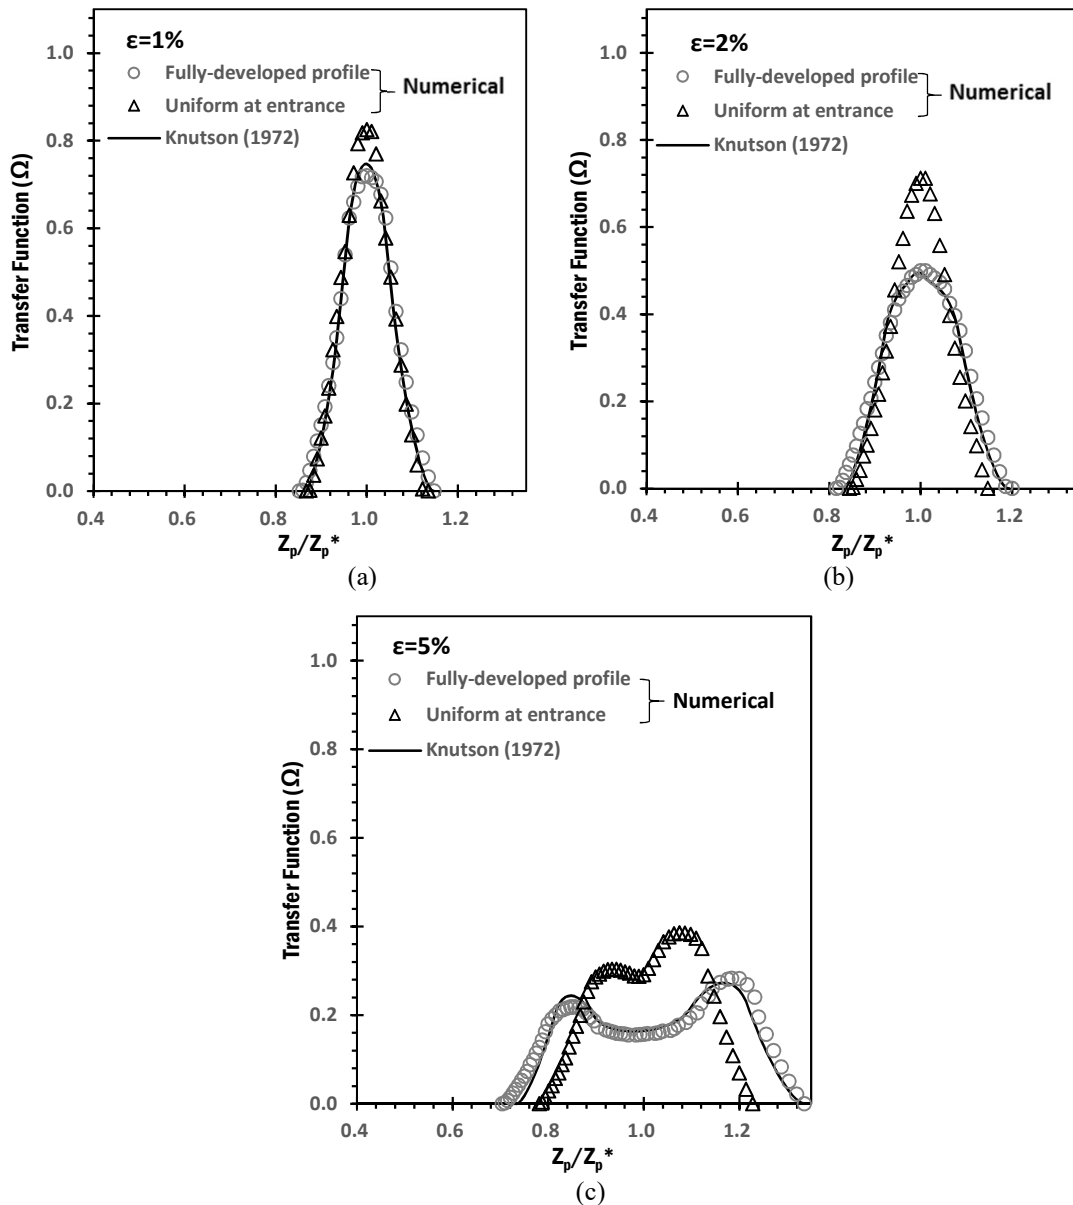 ε=1%
Fully-developed profile
Uniform at entrance
Numerical
Knutson (1972)
Transfer Function (Ω)
1.0
0.8
0.6
0.4
0.2
0.0
0.4 0.6 0.8 1.0 1.2
Zp/Zp*
(a)
ε=2%
Fully-developed profile
Uniform at entrance
Numerical
Knutson (1972)
Transfer Function (Ω)
1.0
0.8
0.6
0.4
0.2
0.0
0.4 0.6 0.8 1.0 1.2
Zp/Zp*
(b)
ε=5%
Fully-developed profile
Uniform at entrance
Numerical
Knutson (1972)
Transfer Function (Ω)
1.0
0.8
0.6
0.4
0.2
0.0
0.4 0.6 0.8 1.0 1.2
Zp/Zp*
(c)